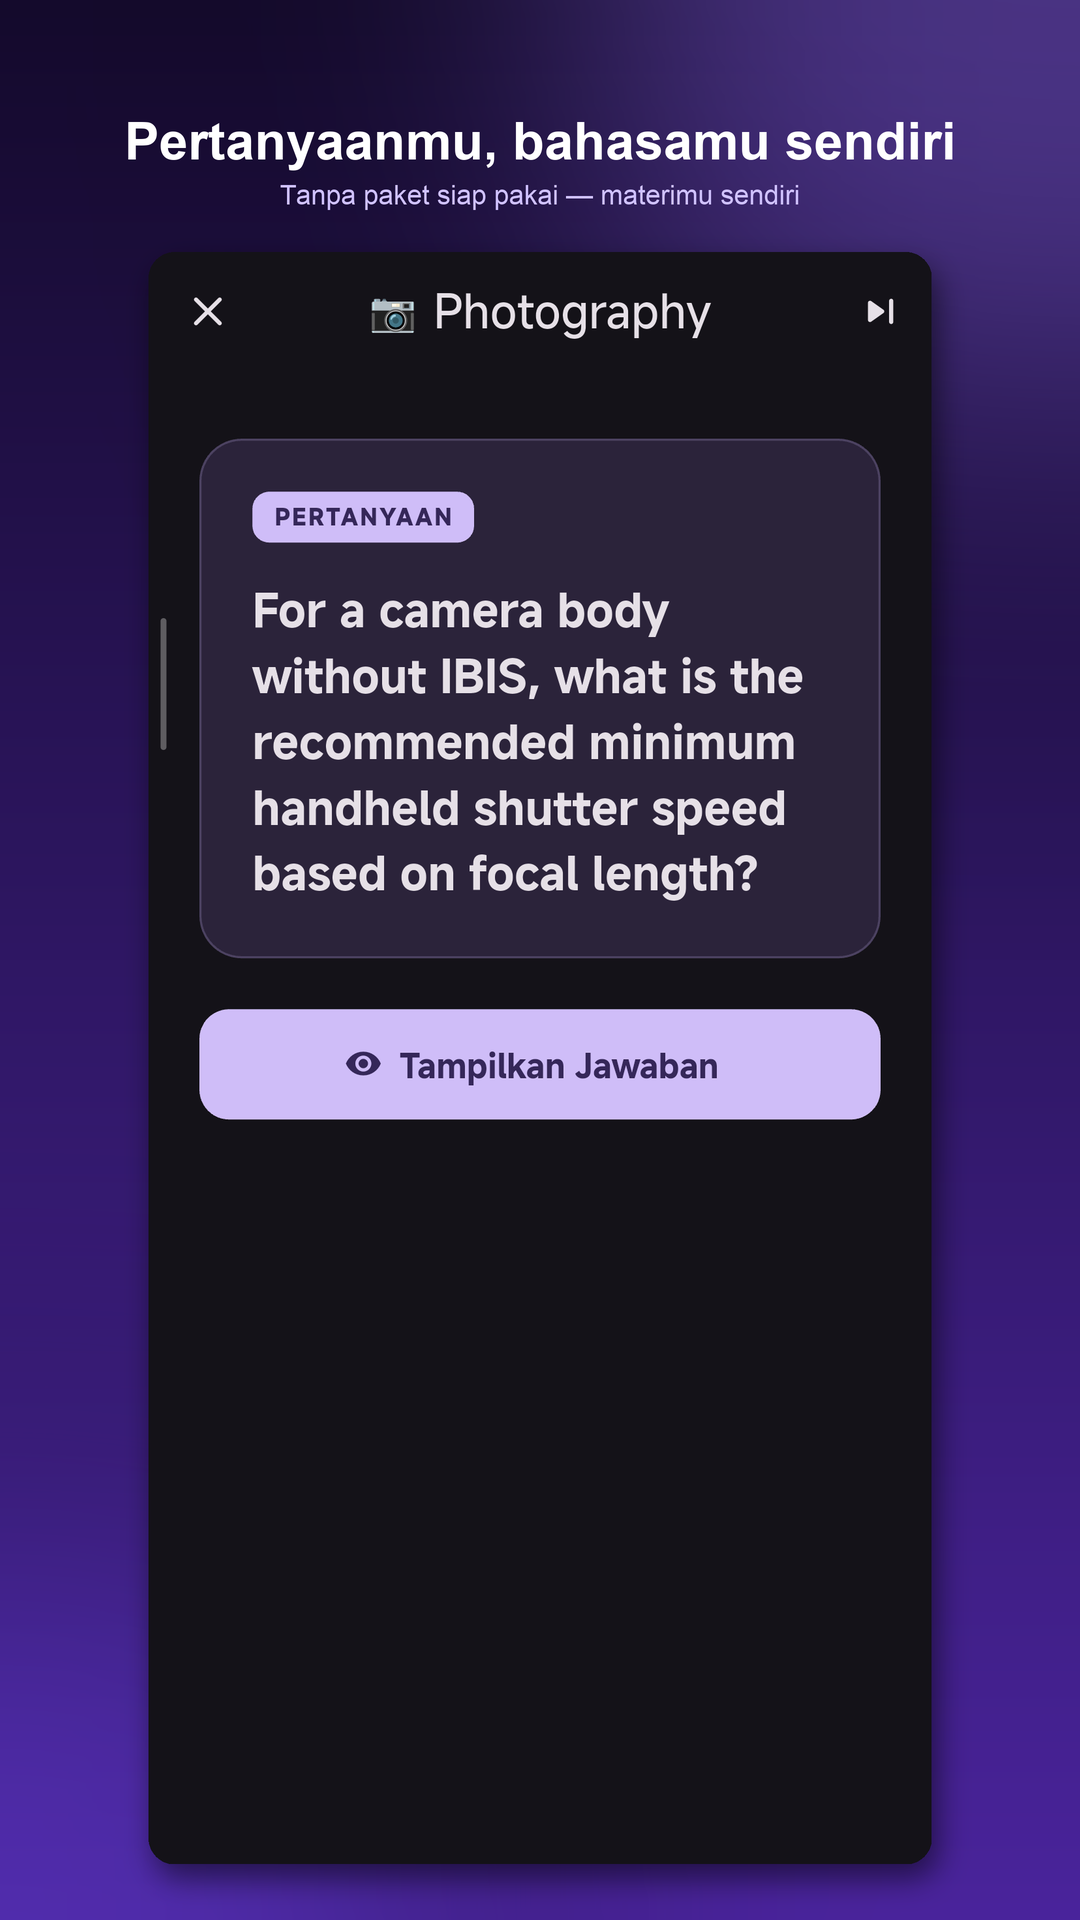 Pertanyaanmu, bahasamu sendiri
Tanpa paket siap pakai — materimu sendiri
Photography
PERTANYAAN
For a camera body
without IBIS, what is the
recommended minimum
handheld shutter speed
based on focal length?
Tampilkan Jawaban